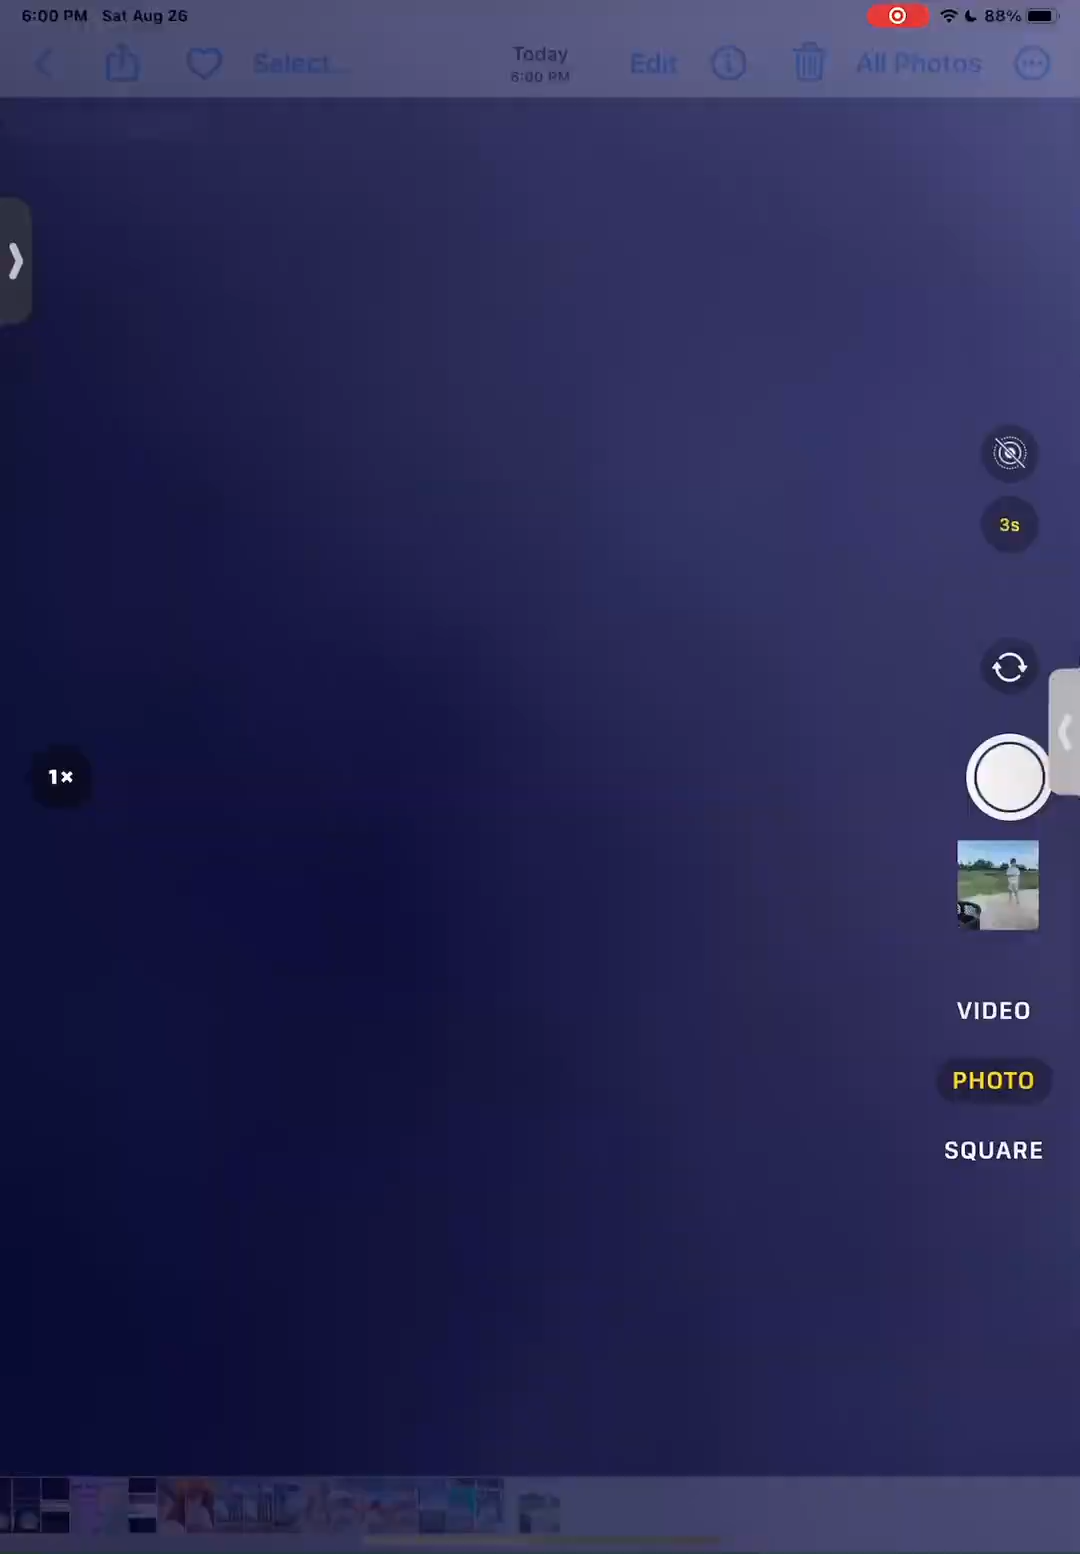 6:00 PM Sat Aug 26
88%
Select...
Today
6:00 PM
Edit
All Photos
3s
1×
VIDEO
PHOTO
SQUARE